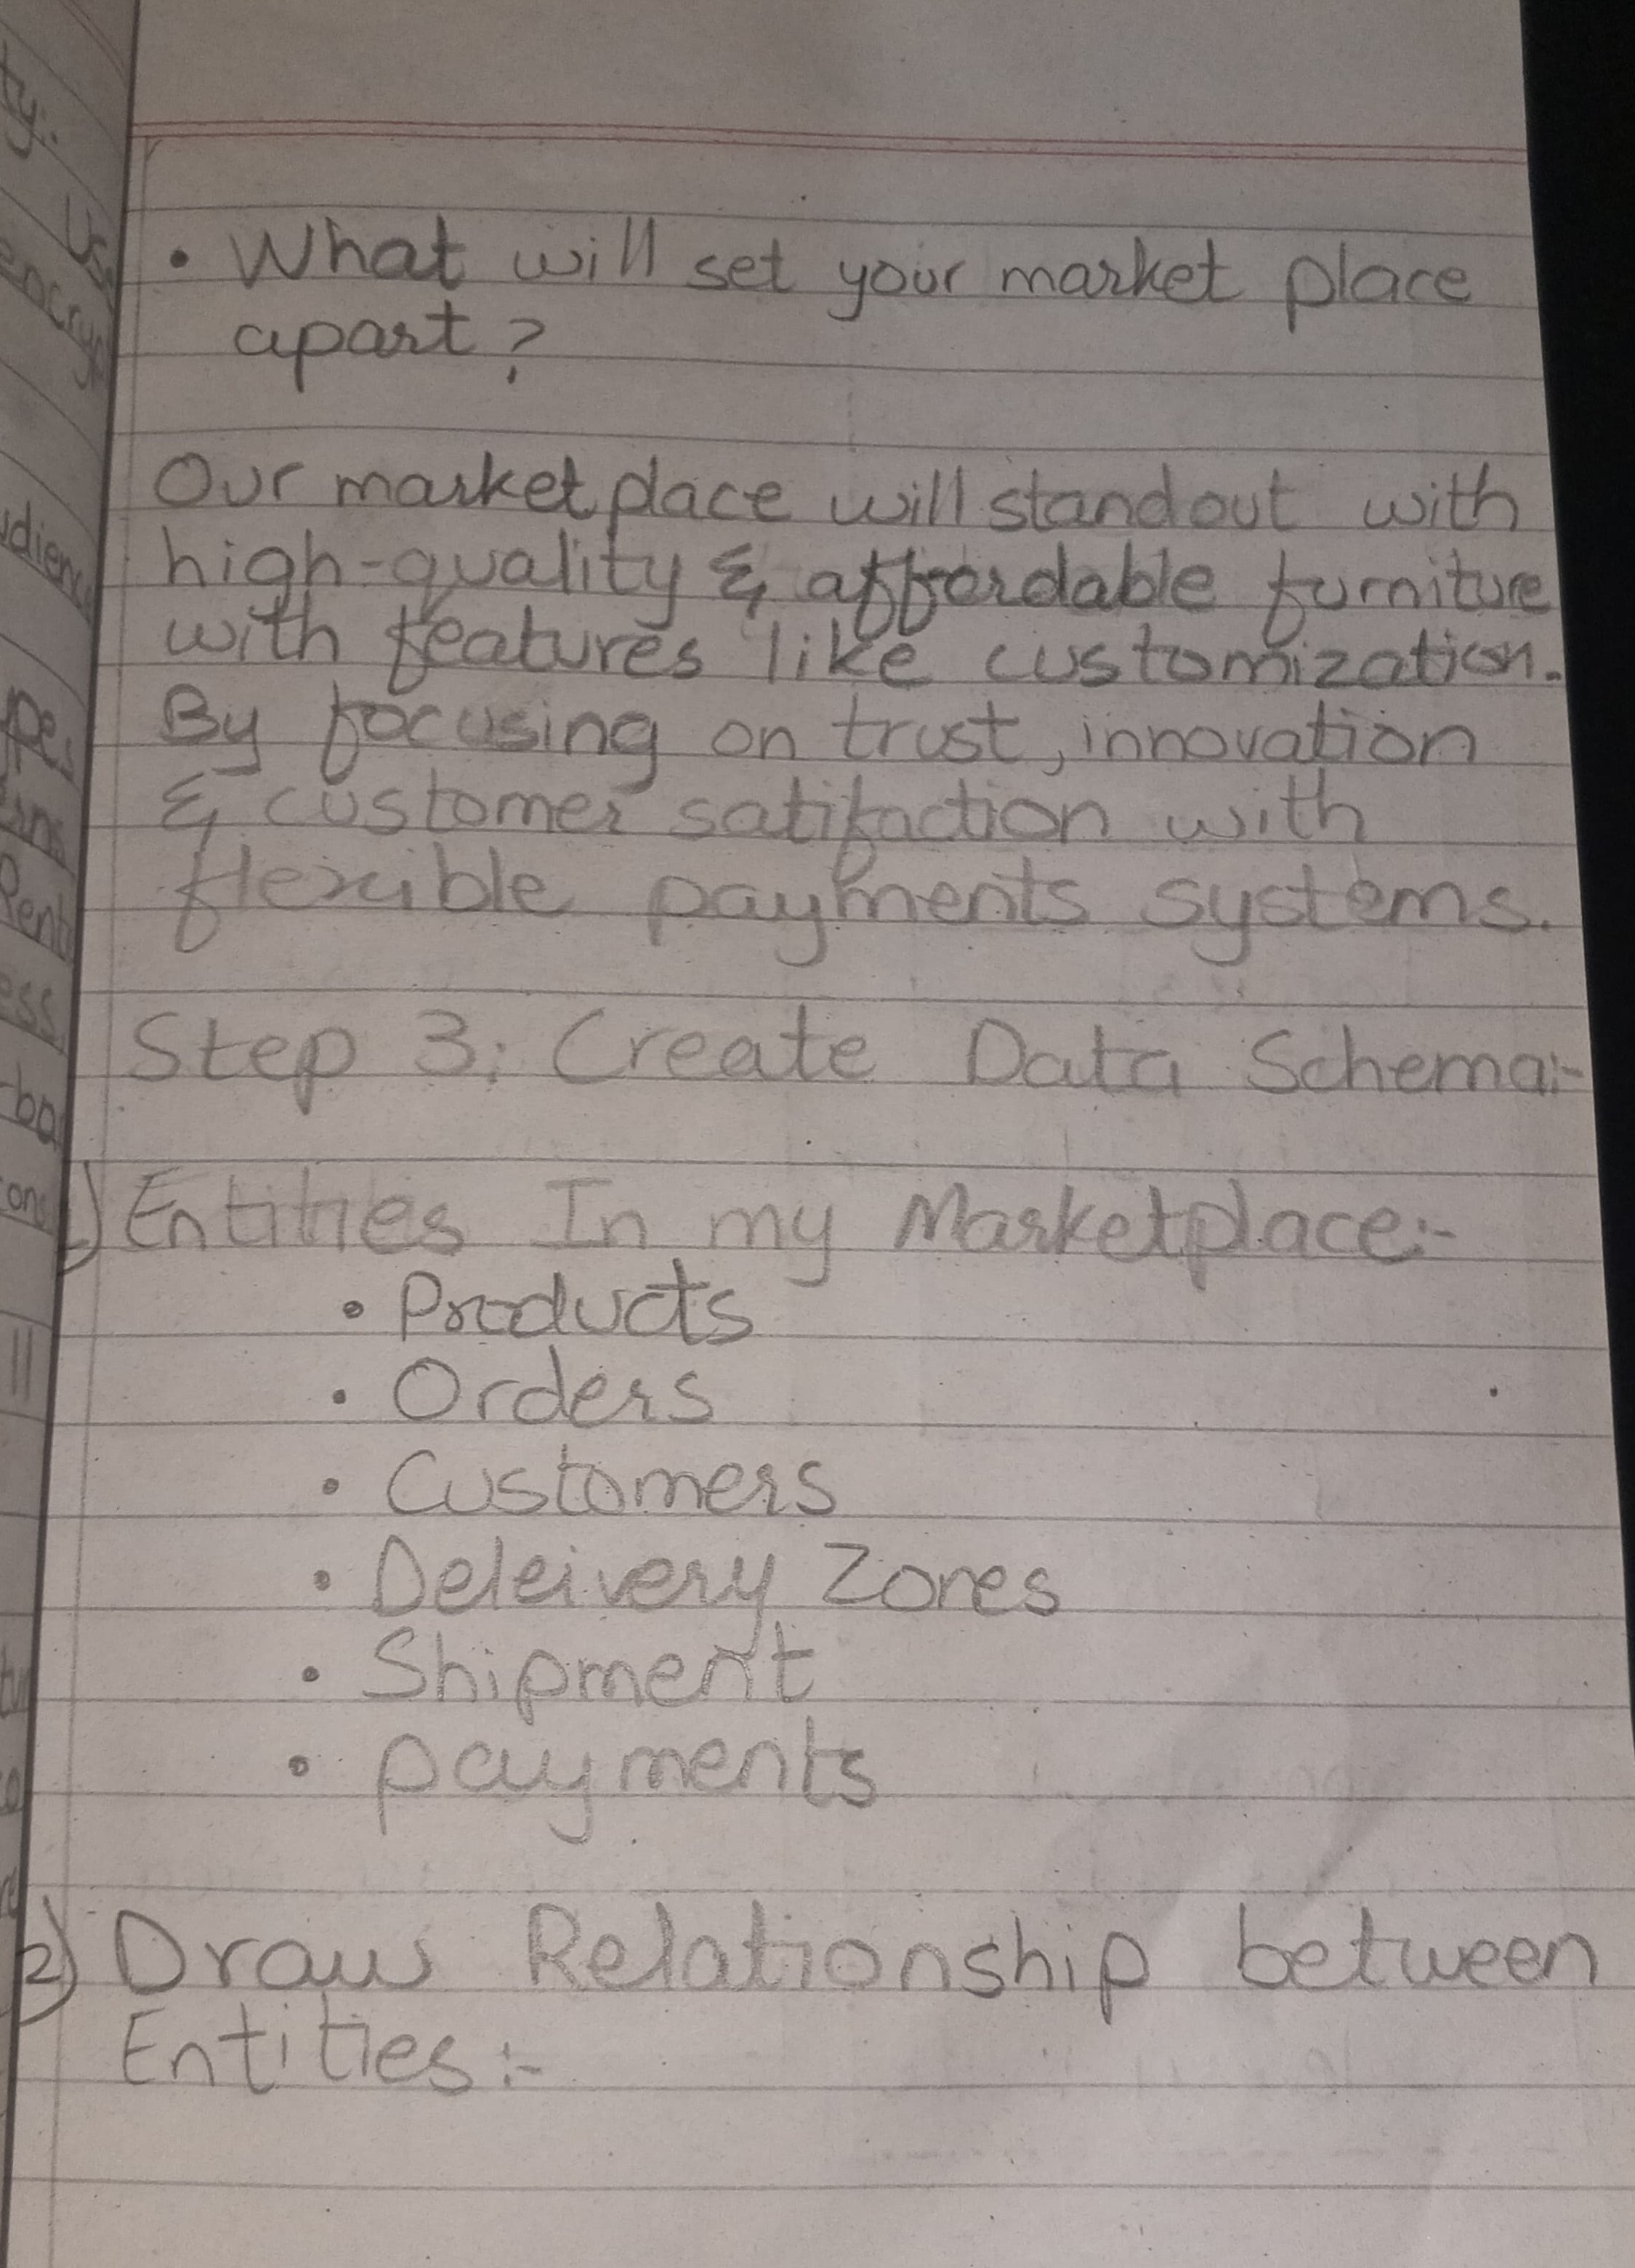 • What will set your market place
apart?
Our marketplace will standout with
high-quality & affordable furniture
with features like customization.
By focusing on trust, innovation
& customer satifaction with
flexible payments systems.
Step 3: Create Data Schema:-
1) Entities In my Marketplace:-
• Products
• Orders
• Customers
• Deleivery Zones
• Shipment
• payments
2) Draw Relationship between
Entities:-